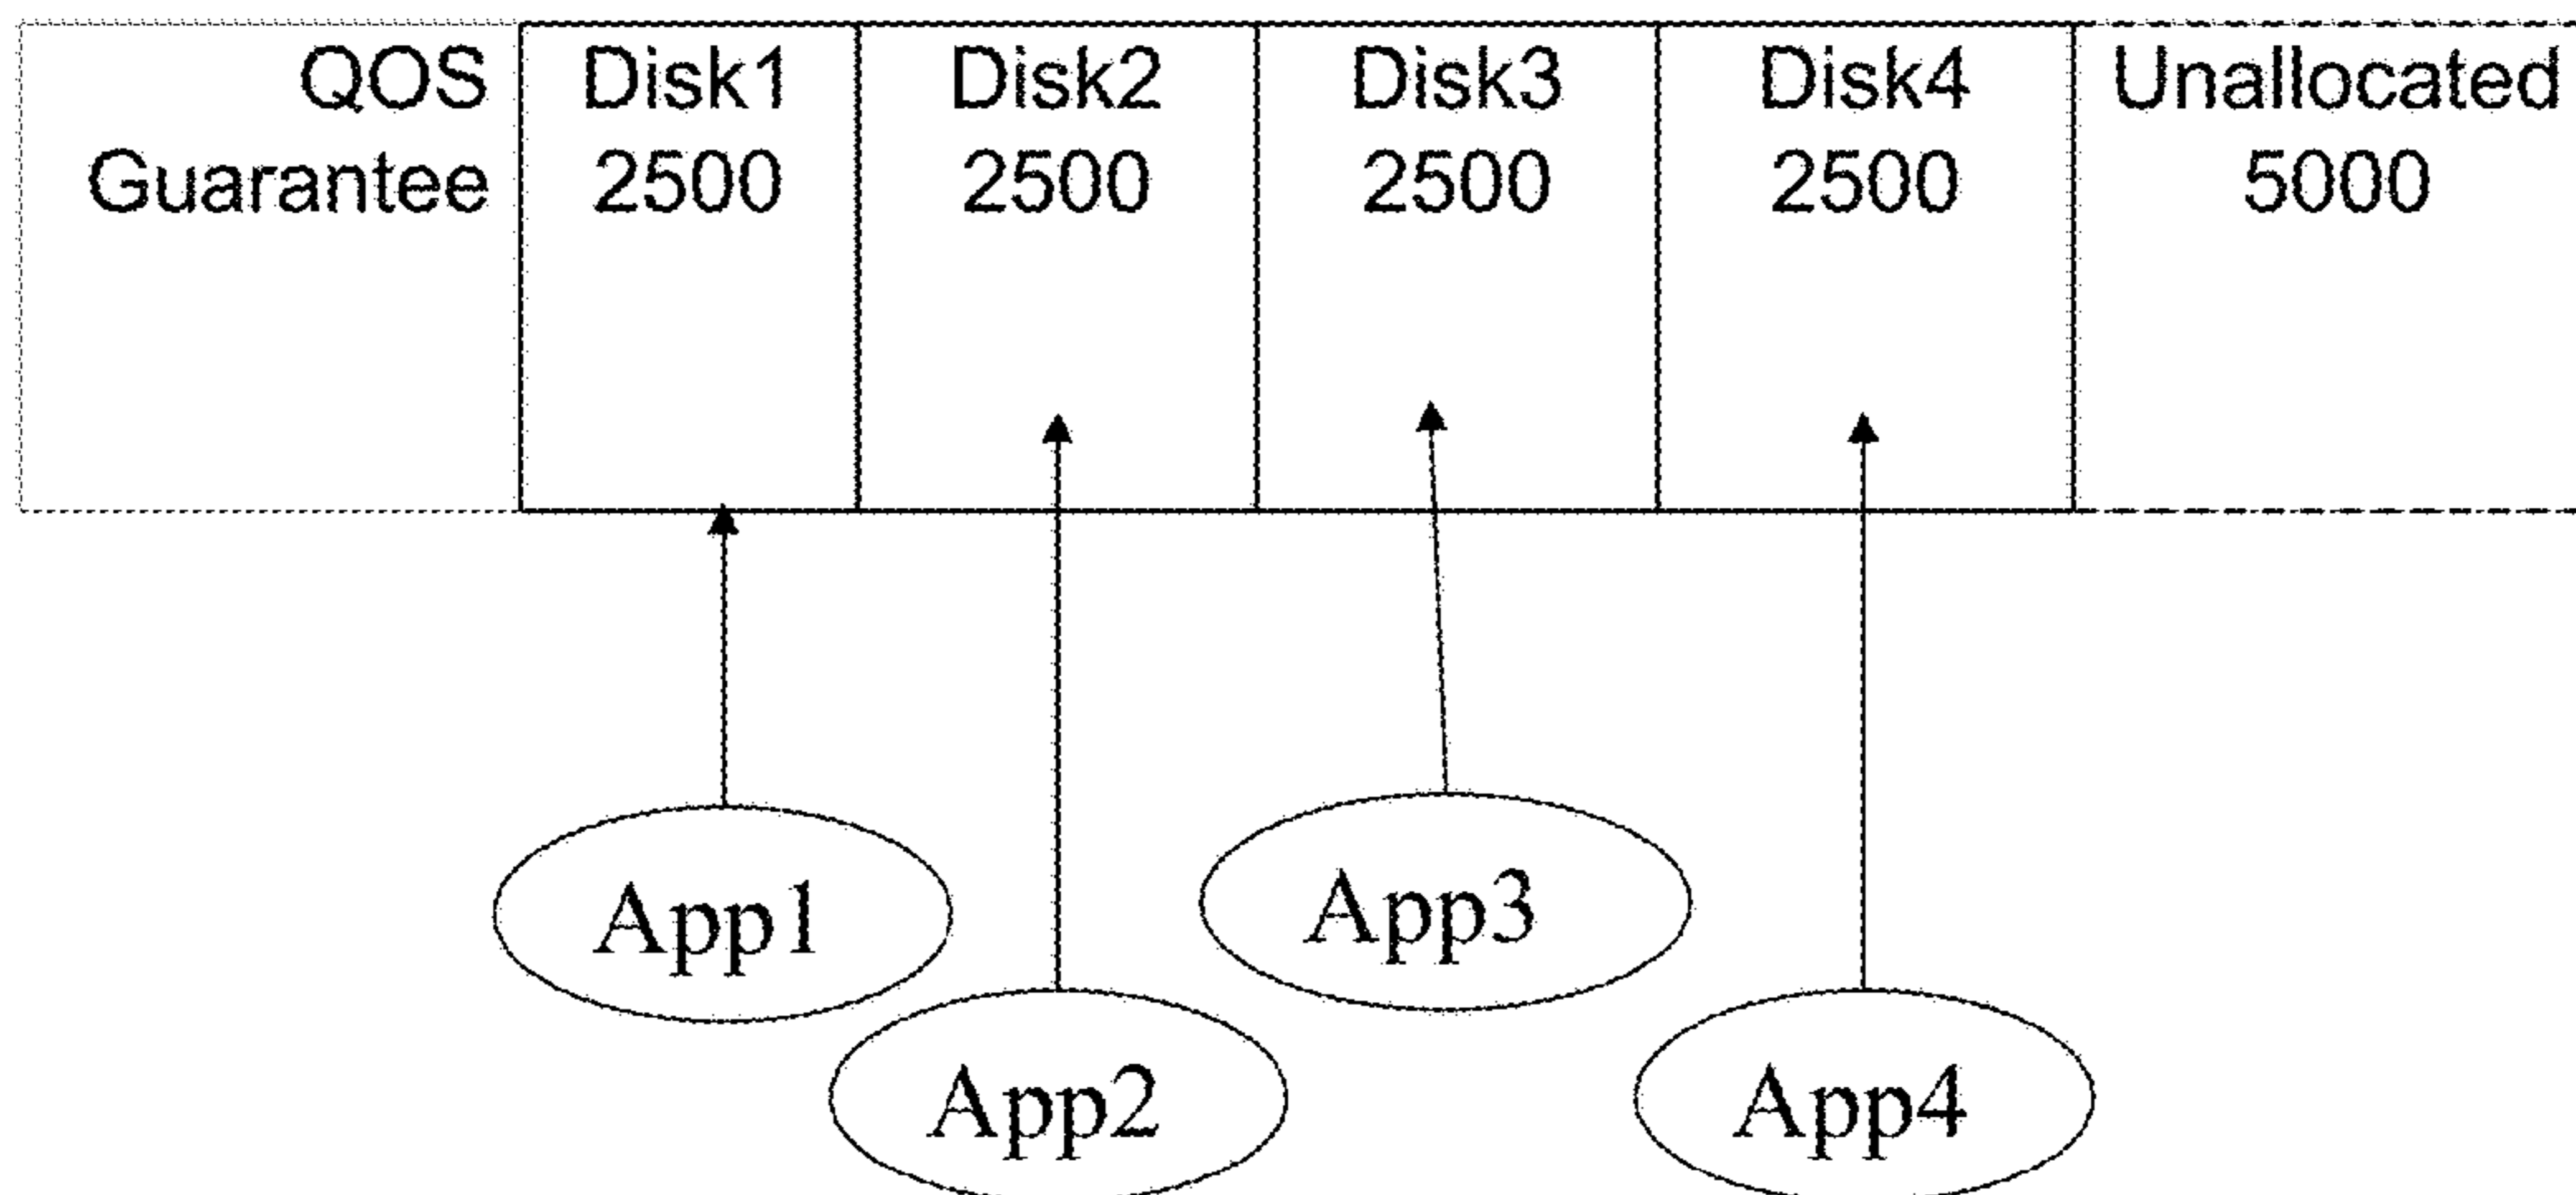 QOS Disk1 Disk2 Disk3 Disk4 Unallocated
Guarantee 2500 2500 2500 2500 5000
App1
App3
App2
App4